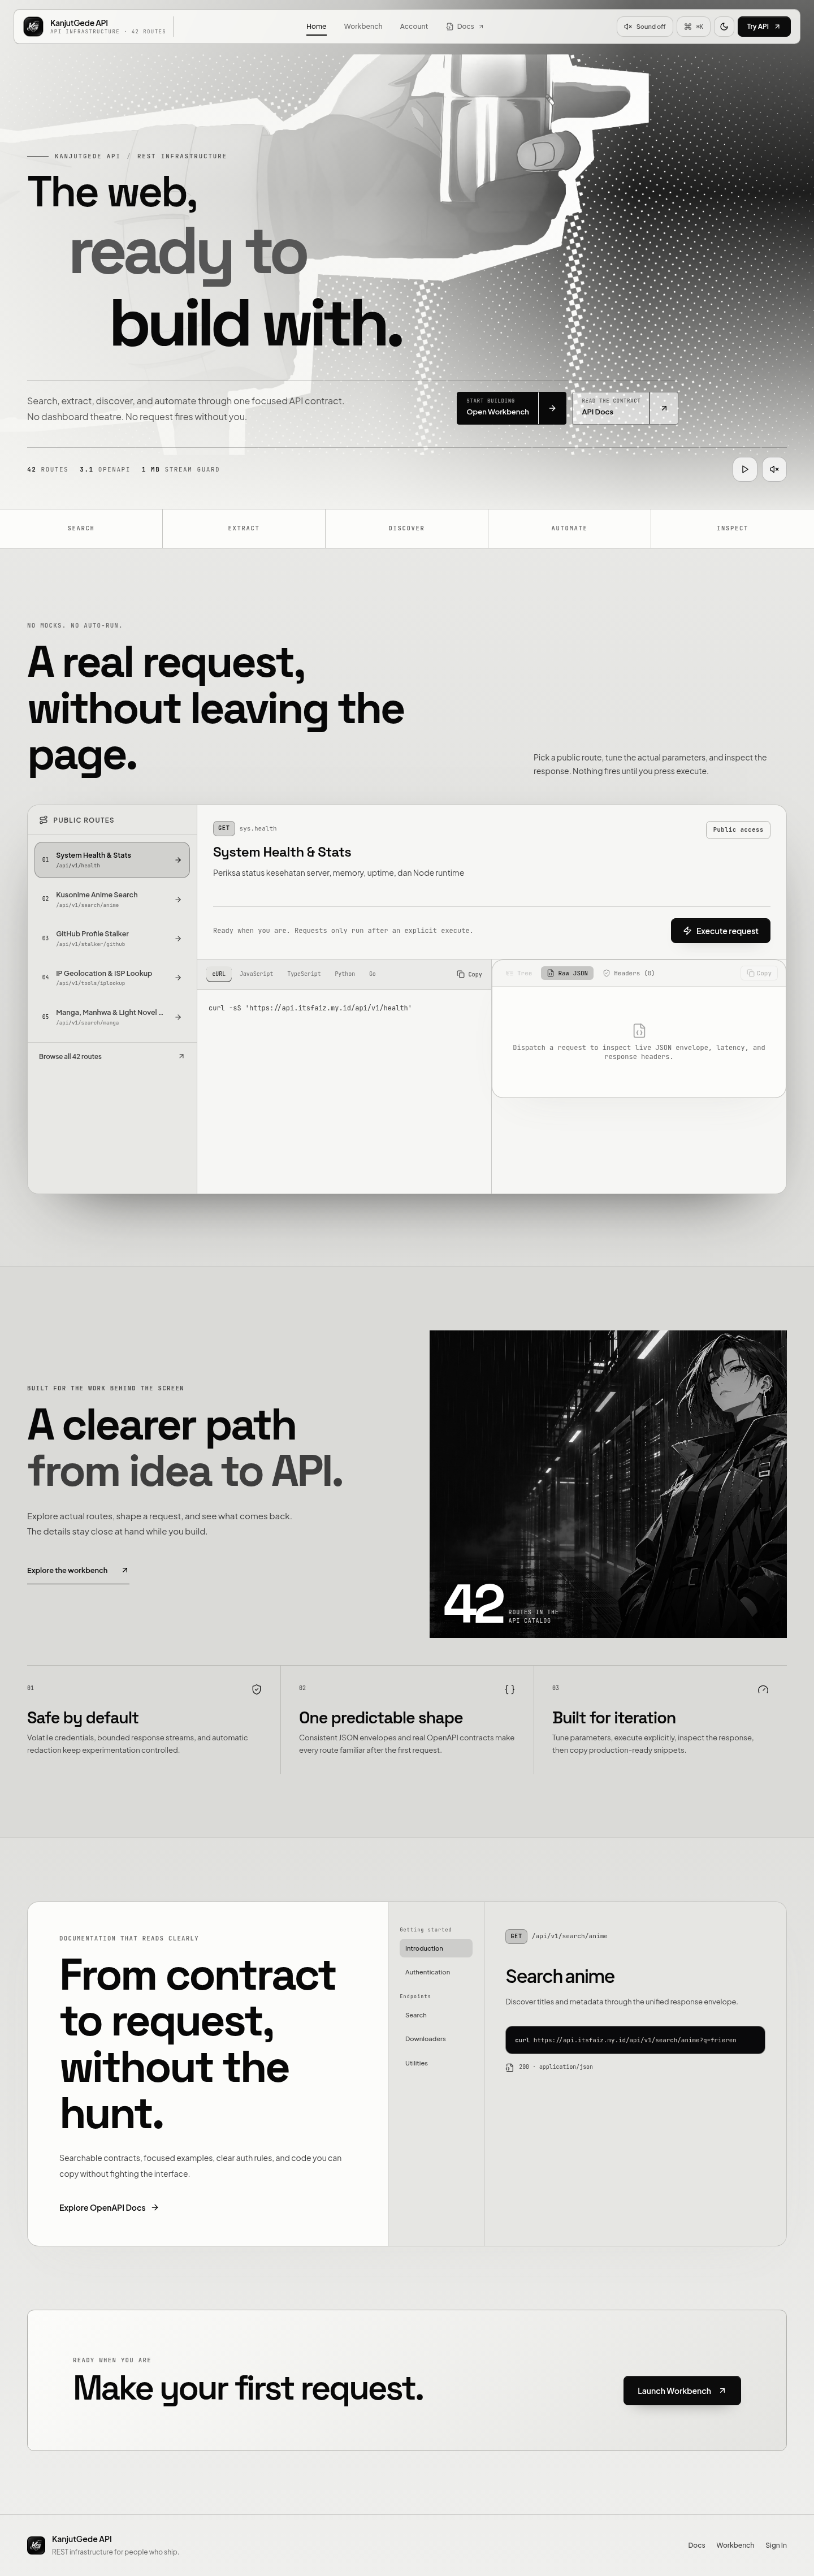 KanjutGede API
API INFRASTRUCTURE · 42 ROUTES
Home
Workbench
Account
Docs
Sound off
⌘K
Try API
KANJUTGEDE API / REST INFRASTRUCTURE
The web,
ready to
build with.
Search, extract, discover, and automate through one focused API contract.
No dashboard theatre. No request fires without you.
START BUILDING
Open Workbench
READ THE CONTRACT
API Docs
42 ROUTES
3.1 OPENAPI
1 MB STREAM GUARD
SEARCH
EXTRACT
DISCOVER
AUTOMATE
INSPECT
NO MOCKS. NO AUTO-RUN.
A real request,
without leaving the
page.
Pick a public route, tune the actual parameters, and inspect the
response. Nothing fires until you press execute.
PUBLIC ROUTES
01
System Health & Stats
/api/v1/health
02
Kusonime Anime Search
/api/v1/search/anime
03
GitHub Profile Stalker
/api/v1/stalker/github
04
IP Geolocation & ISP Lookup
/api/v1/tools/iplookup
05
Manga, Manhwa & Light Novel ...
/api/v1/search/manga
Browse all 42 routes
GET sys.health
Public access
System Health & Stats
Periksa status kesehatan server, memory, uptime, dan Node runtime
Ready when you are. Requests only run after an explicit execute.
Execute request
cURL
JavaScript
TypeScript
Python
Go
Copy
curl -sS 'https://api.itsfaiz.my.id/api/v1/health'
Tree
Raw JSON
Headers (0)
Copy
Dispatch a request to inspect live JSON envelope, latency, and
response headers.
BUILT FOR THE WORK BEHIND THE SCREEN
A clearer path
from idea to API.
Explore actual routes, shape a request, and see what comes back.
The details stay close at hand while you build.
Explore the workbench
42
ROUTES IN THE
API CATALOG
01
Safe by default
Volatile credentials, bounded response streams, and automatic
redaction keep experimentation controlled.
02
One predictable shape
Consistent JSON envelopes and real OpenAPI contracts make
every route familiar after the first request.
03
Built for iteration
Tune parameters, execute explicitly, inspect the response,
then copy production-ready snippets.
DOCUMENTATION THAT READS CLEARLY
From contract
to request,
without the
hunt.
Searchable contracts, focused examples, clear auth rules, and code you can
copy without fighting the interface.
Explore OpenAPI Docs
Getting started
Introduction
Authentication
Endpoints
Search
Downloaders
Utilities
GET /api/v1/search/anime
Search anime
Discover titles and metadata through the unified response envelope.
curl https://api.itsfaiz.my.id/api/v1/search/anime?q=frieren
200 · application/json
READY WHEN YOU ARE
Make your first request.
Launch Workbench
KanjutGede API
REST infrastructure for people who ship.
Docs
Workbench
Sign In